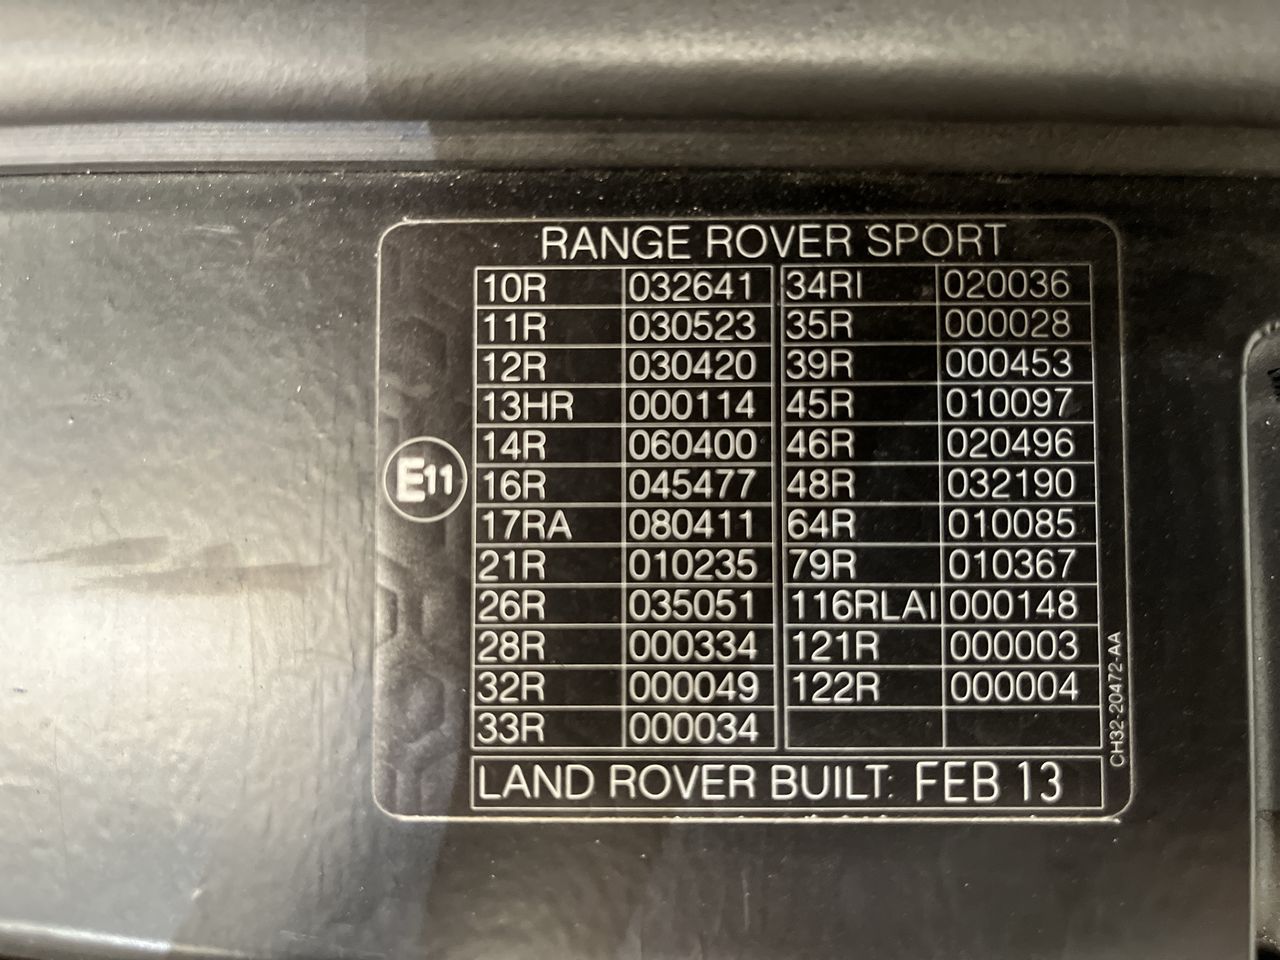 RANGE ROVER SPORT
10R 032641 34RI 020036
11R 030523 35R 000028
12R 030420 39R 000453
13HR 000114 45R 010097
14R 060400 46R 020496
16R 045477 48R 032190
17RA 080411 64R 010085
21R 010235 79R 010367
26R 035051 116RLAI 000148
28R 000334 121R 000003
32R 000049 122R 000004
33R 000034
E11
LAND ROVER BUILT: FEB 13
CH32-20472-AA